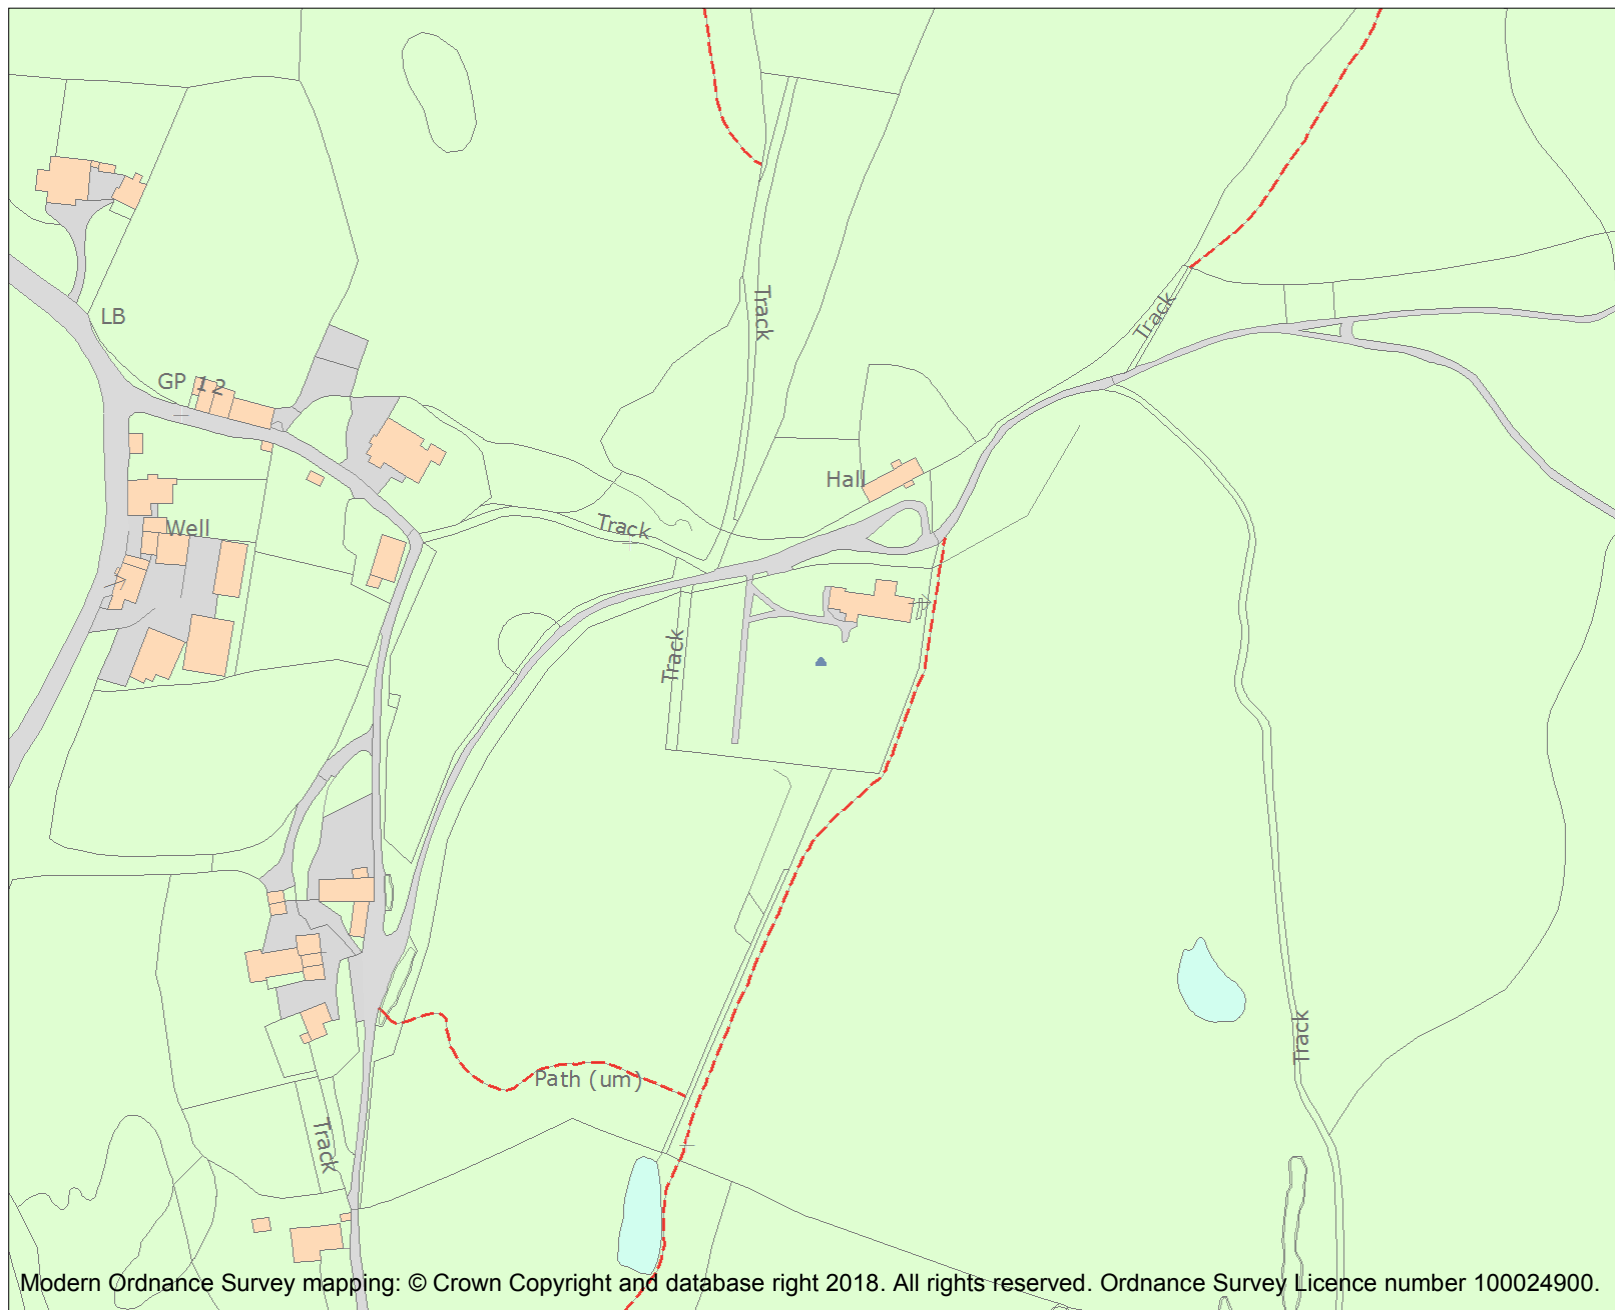 Track
Track
LB
GP 1 2
Hall
Well
Track
Track
Track
Path (um)
Track
Modern Ordnance Survey mapping: © Crown Copyright and database right 2018. All rights reserved. Ordnance Survey Licence number 100024900.